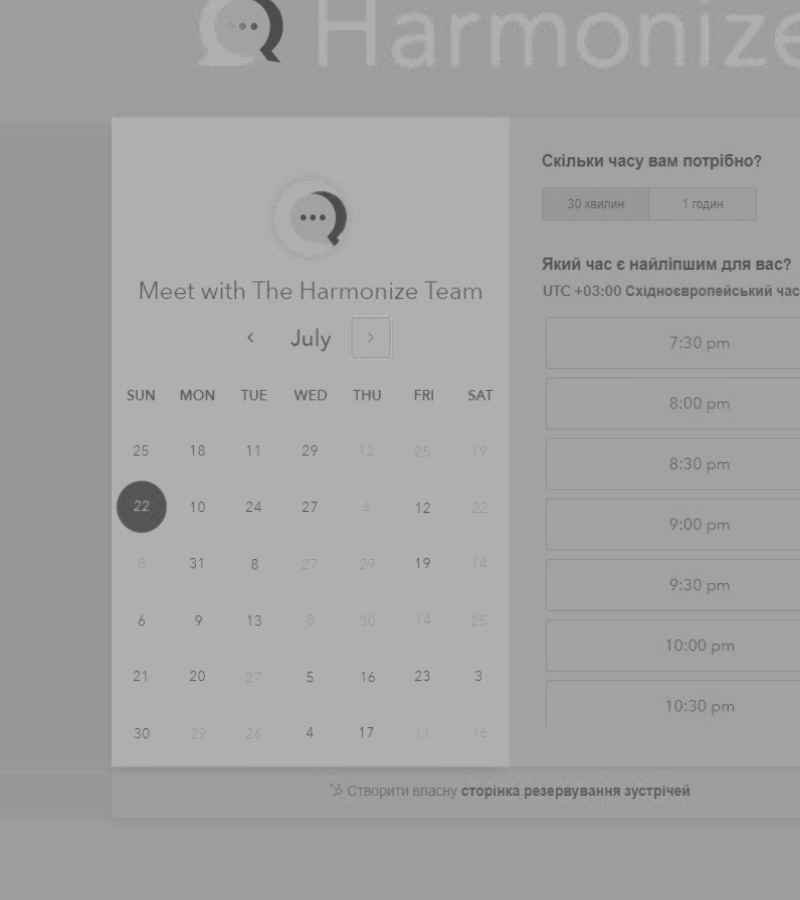 Harmonize
Meet with The Harmonize Team
July
SUN MON TUE WED THU FRI SAT
25 18 11 29 12 25 19
22 10 24 27 4 12 22
8 31 8 27 29 19 14
6 9 13 8 30 14 25
21 20 27 5 16 23 3
30 29 26 4 17 11 16
Скільки часу вам потрібно?
30 хвилин 1 годин
Який час є найліпшим для вас?
UTC +03:00 Східноєвропейський час
7:30 pm
8:00 pm
8:30 pm
9:00 pm
9:30 pm
10:00 pm
10:30 pm
Створити власну сторінка резервування зустрічей